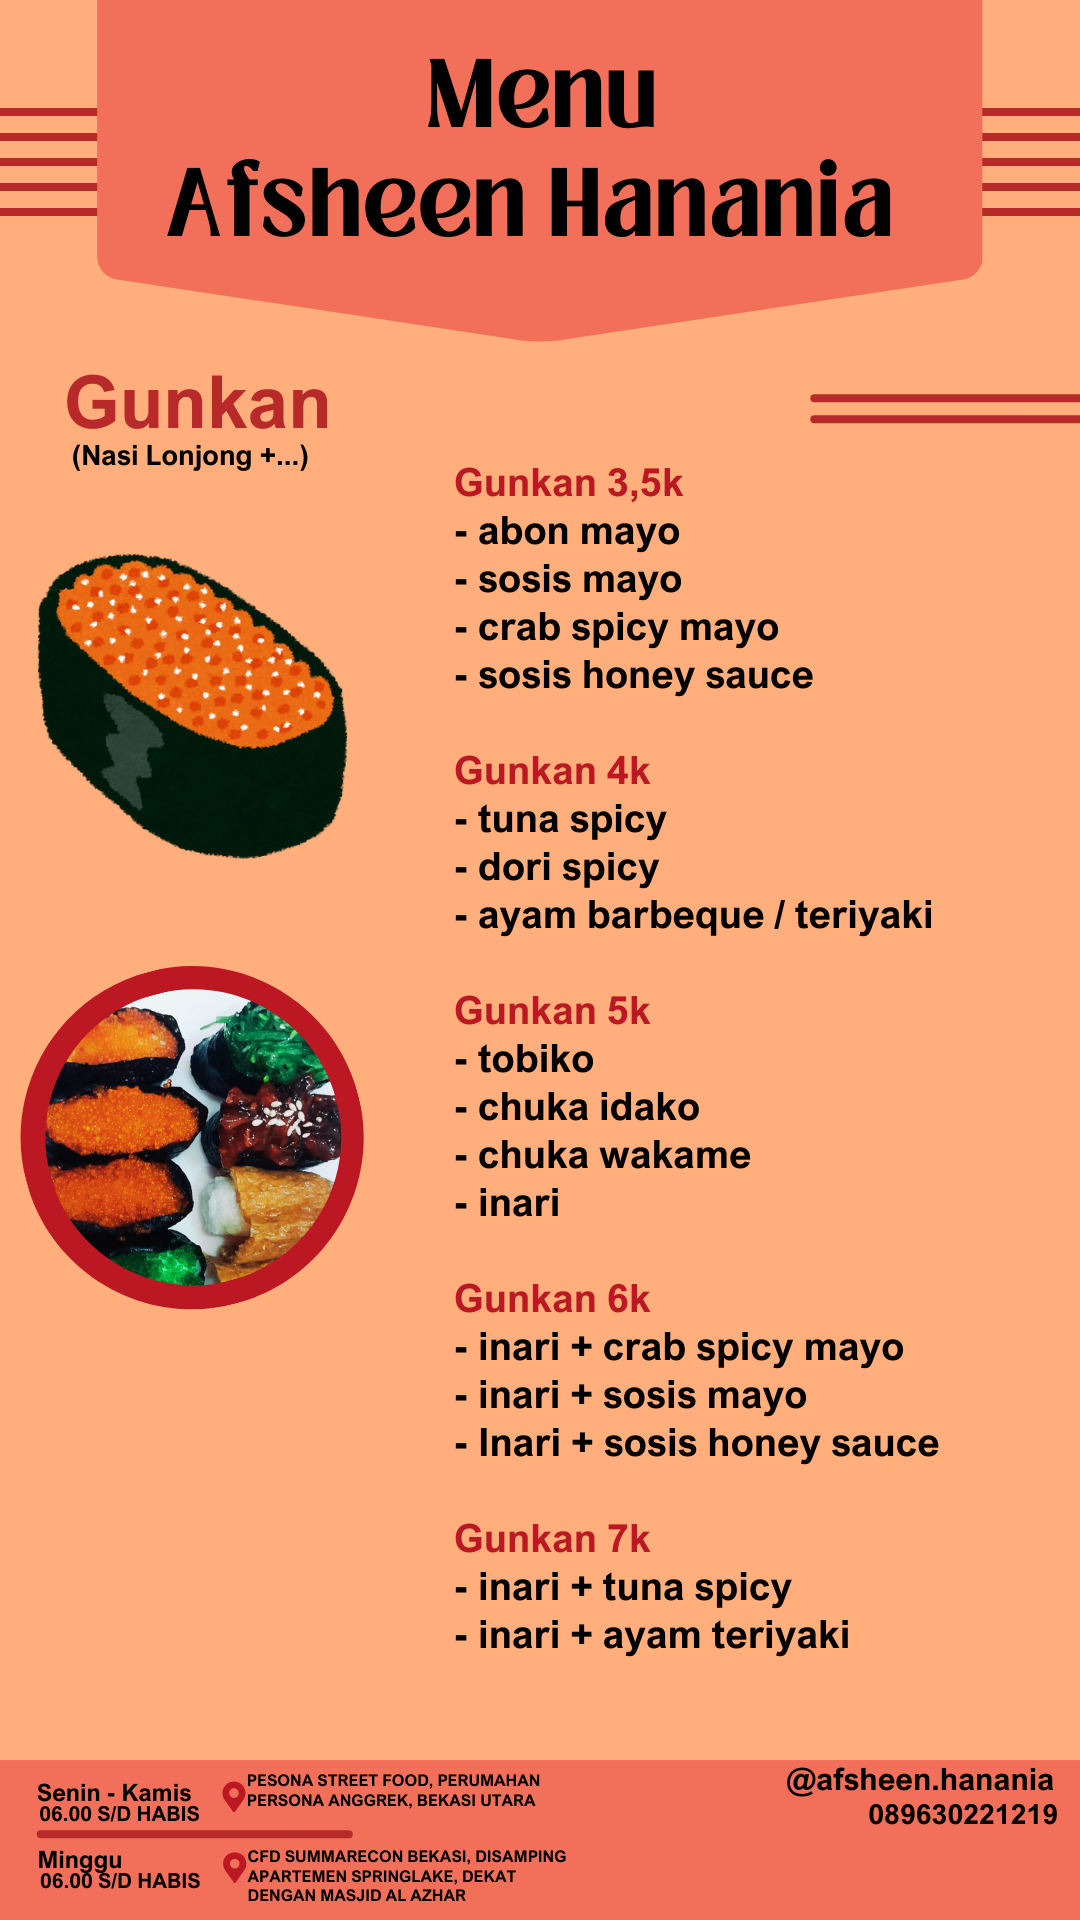 Menu
Afsheen Hanania
Gunkan
(Nasi Lonjong +...)
Gunkan 3,5k
- abon mayo
- sosis mayo
- crab spicy mayo
- sosis honey sauce
Gunkan 4k
- tuna spicy
- dori spicy
- ayam barbeque / teriyaki
Gunkan 5k
- tobiko
- chuka idako
- chuka wakame
- inari
Gunkan 6k
- inari + crab spicy mayo
- inari + sosis mayo
- Inari + sosis honey sauce
Gunkan 7k
- inari + tuna spicy
- inari + ayam teriyaki
Senin - Kamis
06.00 S/D HABIS
PESONA STREET FOOD, PERUMAHAN
PERSONA ANGGREK, BEKASI UTARA
Minggu
06.00 S/D HABIS
CFD SUMMARECON BEKASI, DISAMPING
APARTEMEN SPRINGLAKE, DEKAT
DENGAN MASJID AL AZHAR
@afsheen.hanania
089630221219